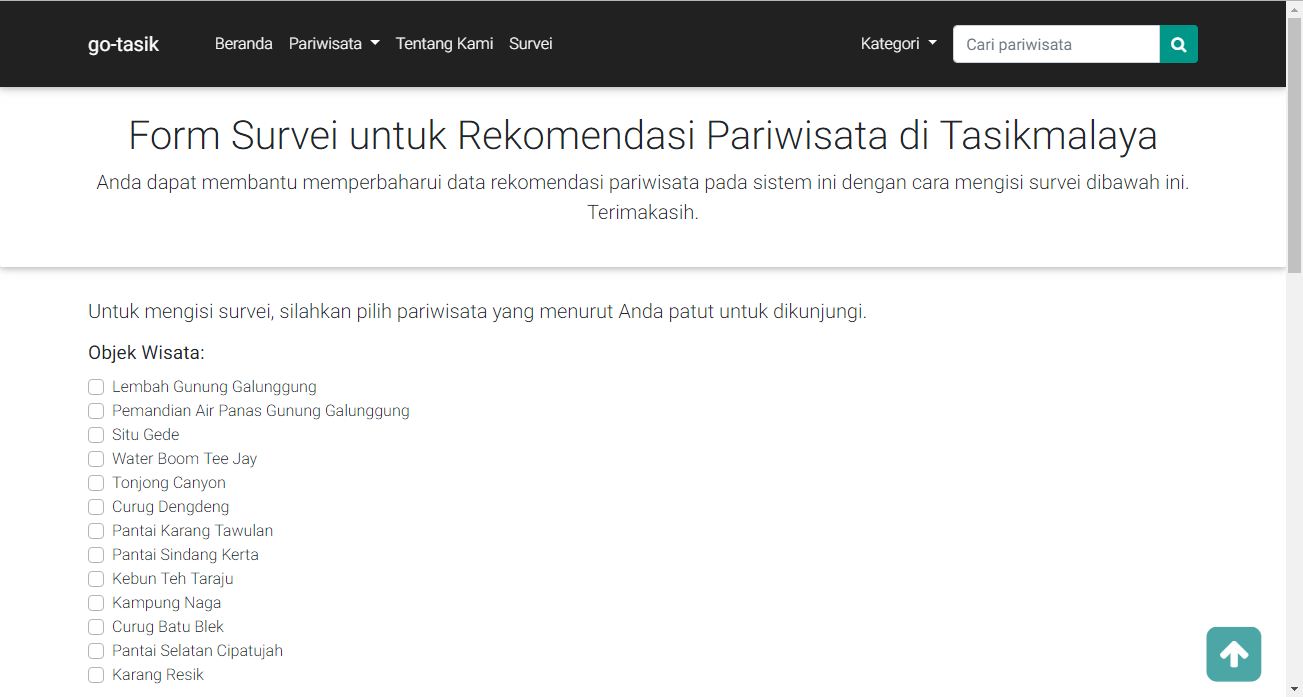 go-tasik Beranda Pariwisata Tentang Kami Survei Kategori Cari pariwisata
Form Survei untuk Rekomendasi Pariwisata di Tasikmalaya
Anda dapat membantu memperbaharui data rekomendasi pariwisata pada sistem ini dengan cara mengisi survei dibawah ini.
Terimakasih.
Untuk mengisi survei, silahkan pilih pariwisata yang menurut Anda patut untuk dikunjungi.
Objek Wisata:
Lembah Gunung Galunggung
Pemandian Air Panas Gunung Galunggung
Situ Gede
Water Boom Tee Jay
Tonjong Canyon
Curug Dengdeng
Pantai Karang Tawulan
Pantai Sindang Kerta
Kebun Teh Taraju
Kampung Naga
Curug Batu Blek
Pantai Selatan Cipatujah
Karang Resik